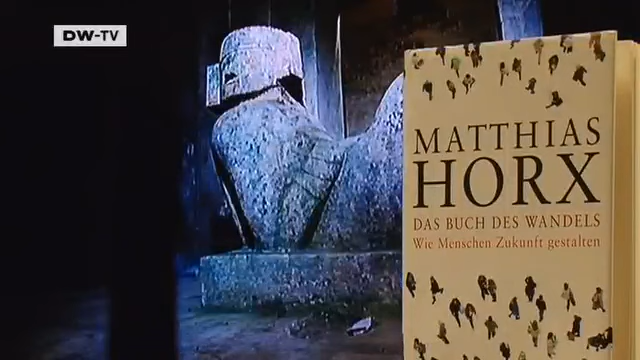 DW-TV
MATTHIAS
HORX
DAS BUCH DES WANDELS
Wie Menschen Zukunft gestalten